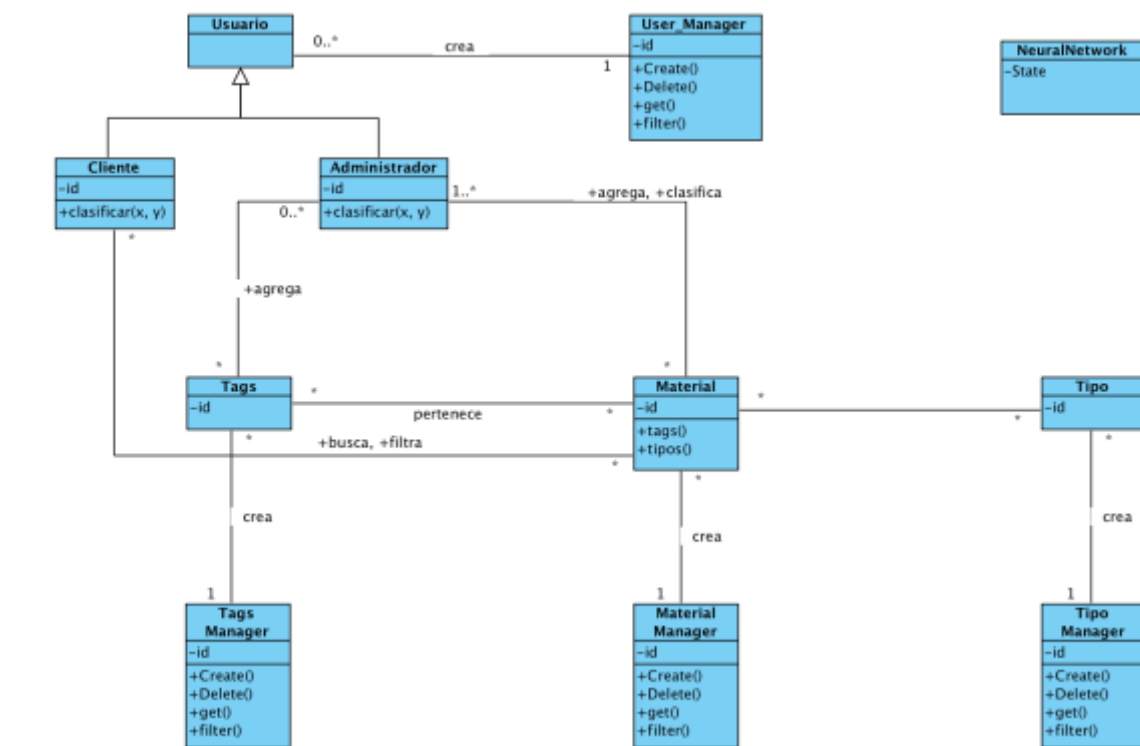 Usuario
0..*
crea
1
User_Manager
-id
+Create()
+Delete()
+get()
+filter()
NeuralNetwork
-State
Cliente
-id
+clasificar(x, y)
*
Administrador
-id
+clasificar(x, y)
1..*
+agrega, +clasifica
0..*
+agrega
*
*
Tags
-id
*
pertenece
*
Material
-id
+tags()
+tipos()
*
*
Tipo
-id
*
+busca, +filtra
*
*
*
crea
crea
crea
1
1
1
Tags
Manager
-id
+Create()
+Delete()
+get()
+filter()
Material
Manager
-id
+Create()
+Delete()
+get()
+filter()
Tipo
Manager
-id
+Create()
+Delete()
+get()
+filter()